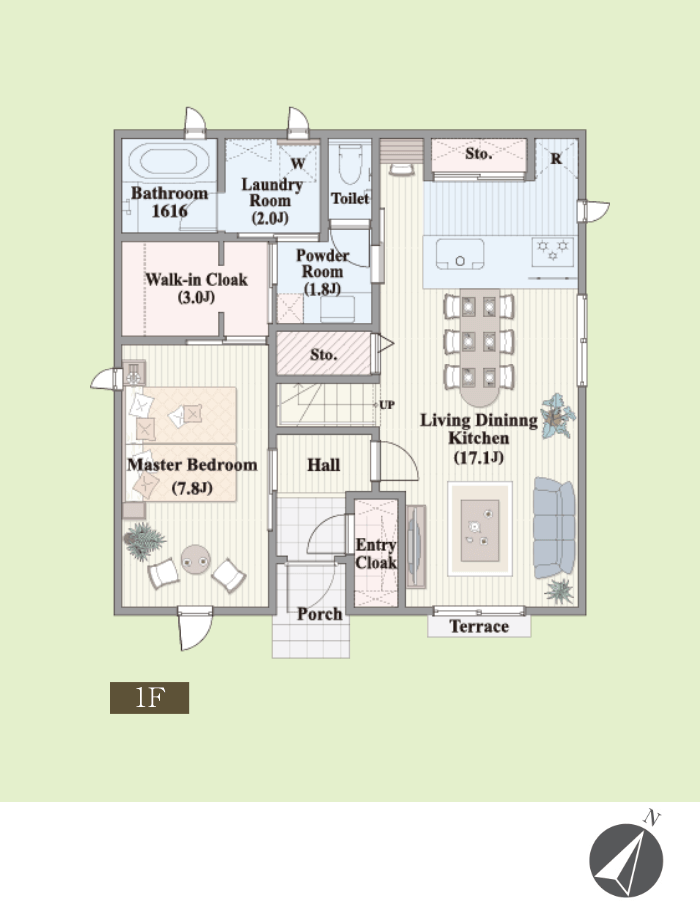 Sto.
R
W
Bathroom
1616
Laundry
Room
(2.0J)
Toilet
Powder
Room
(1.8J)
Walk-in Cloak
(3.0J)
Sto.
UP
Living Dininng
Kitchen
(17.1J)
Master Bedroom
(7.8J)
Hall
Entry
Cloak
Porch
Terrace
1F
N